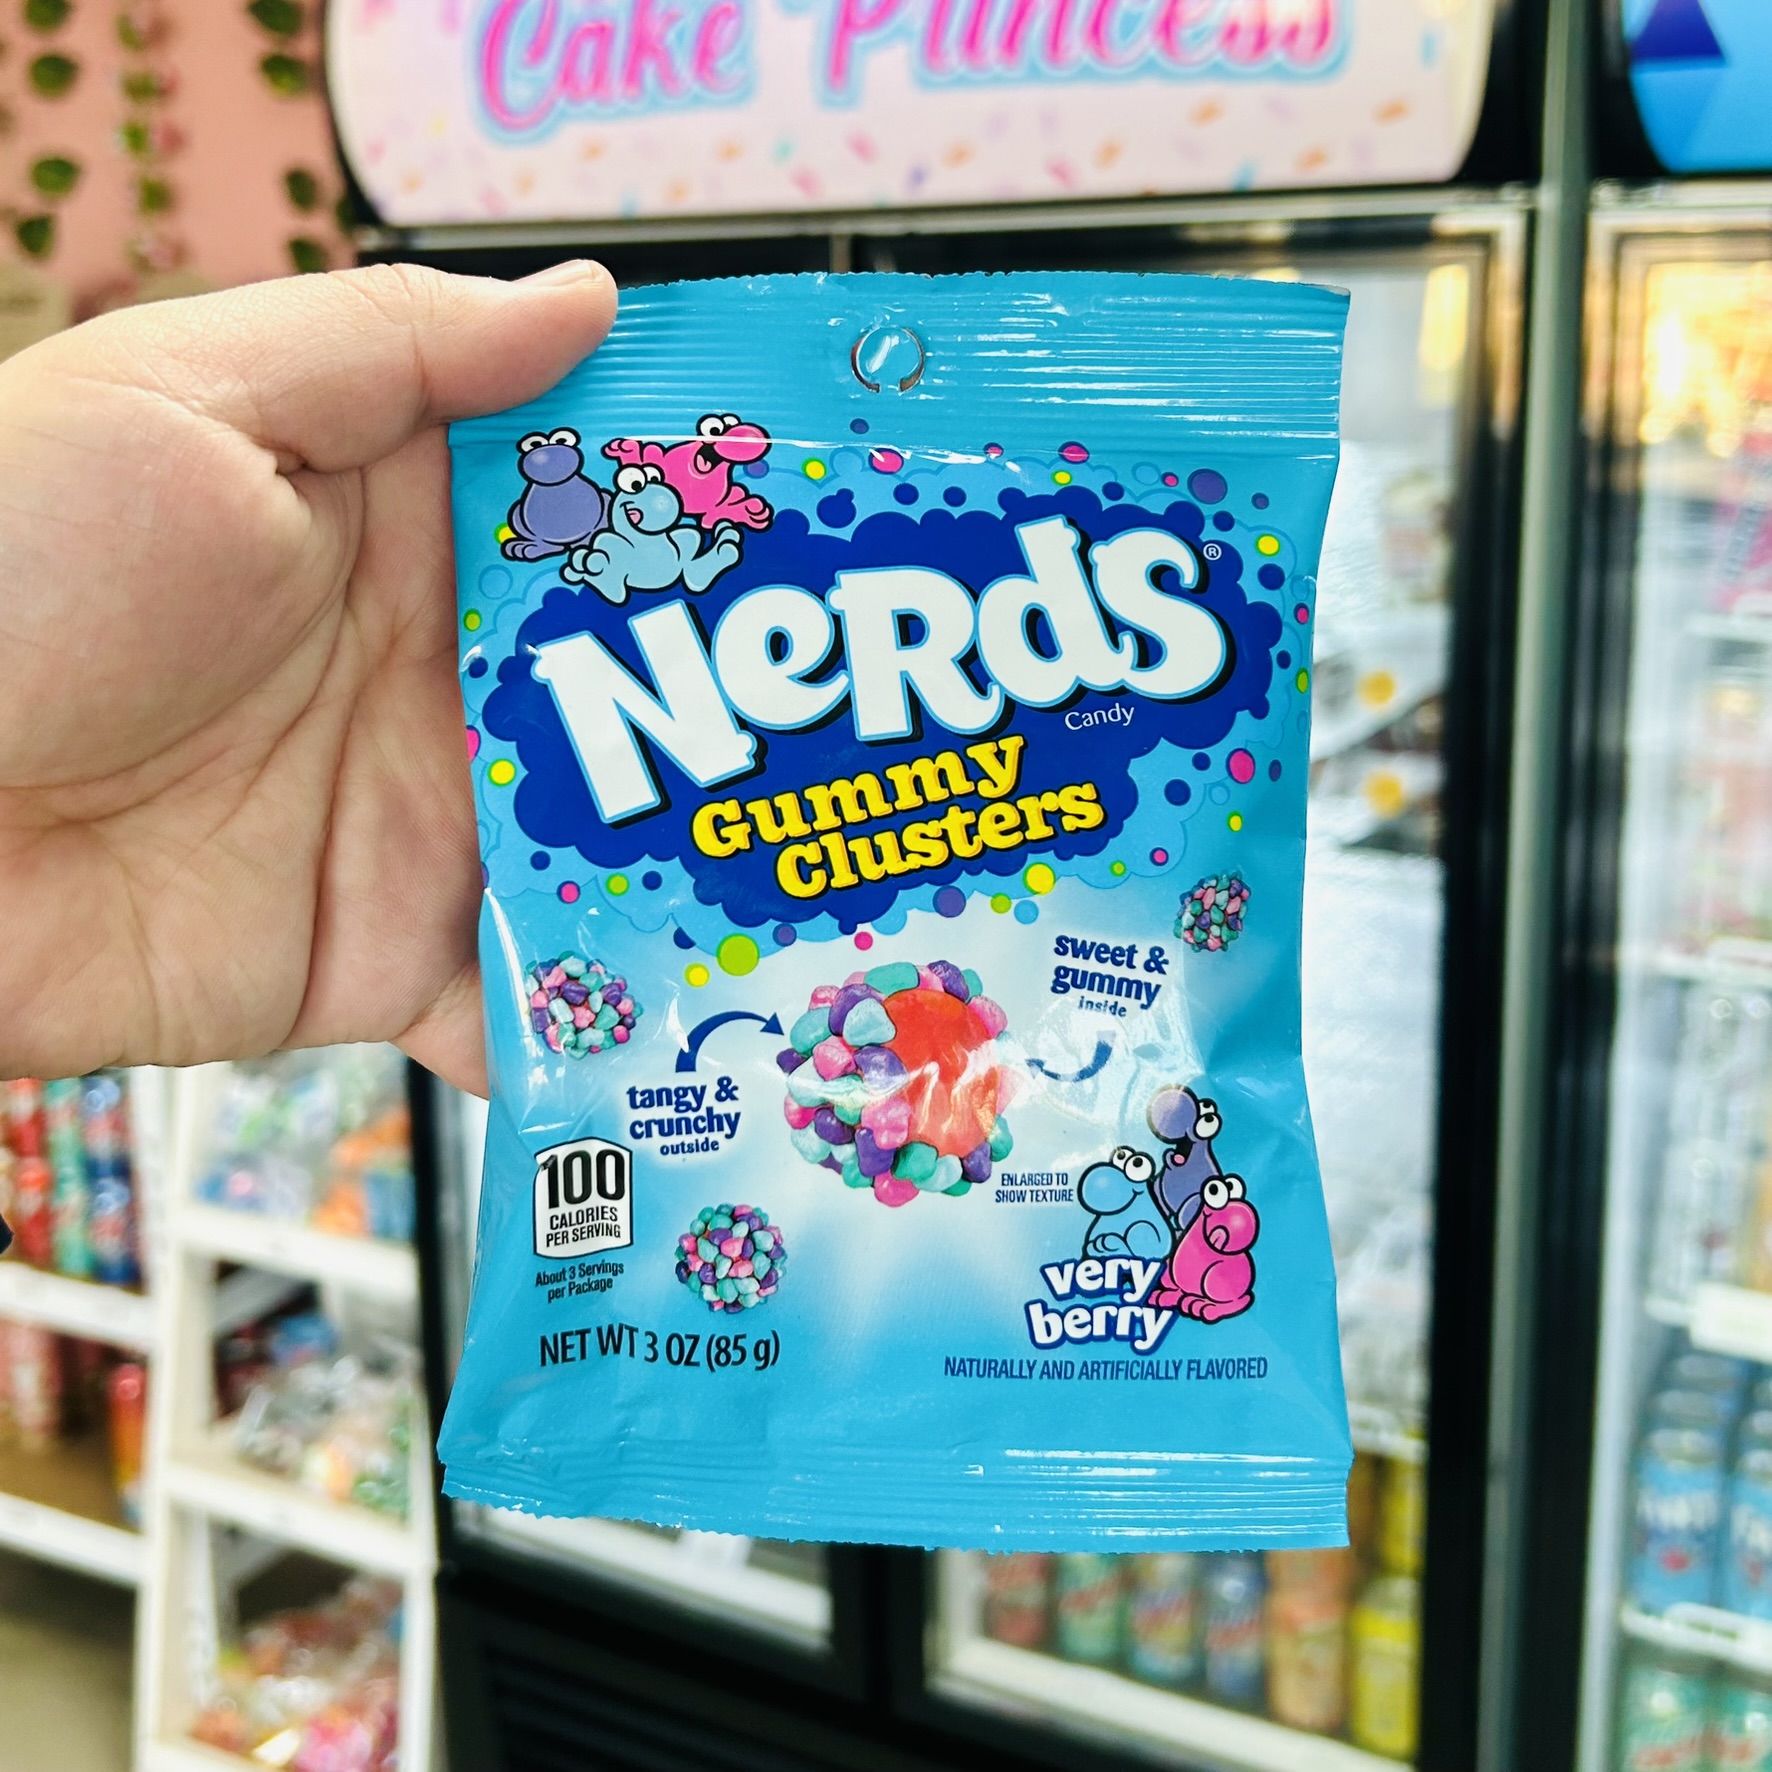 Cake Princess
NeRdS®
Candy
Gummy
Clusters
sweet &
gummy
inside
tangy &
crunchy
outside
ENLARGED TO
SHOW TEXTURE
100
CALORIES
PER SERVING
About 3 Servings
per Package
very
berry
NET WT 3 OZ (85 g)
NATURALLY AND ARTIFICIALLY FLAVORED